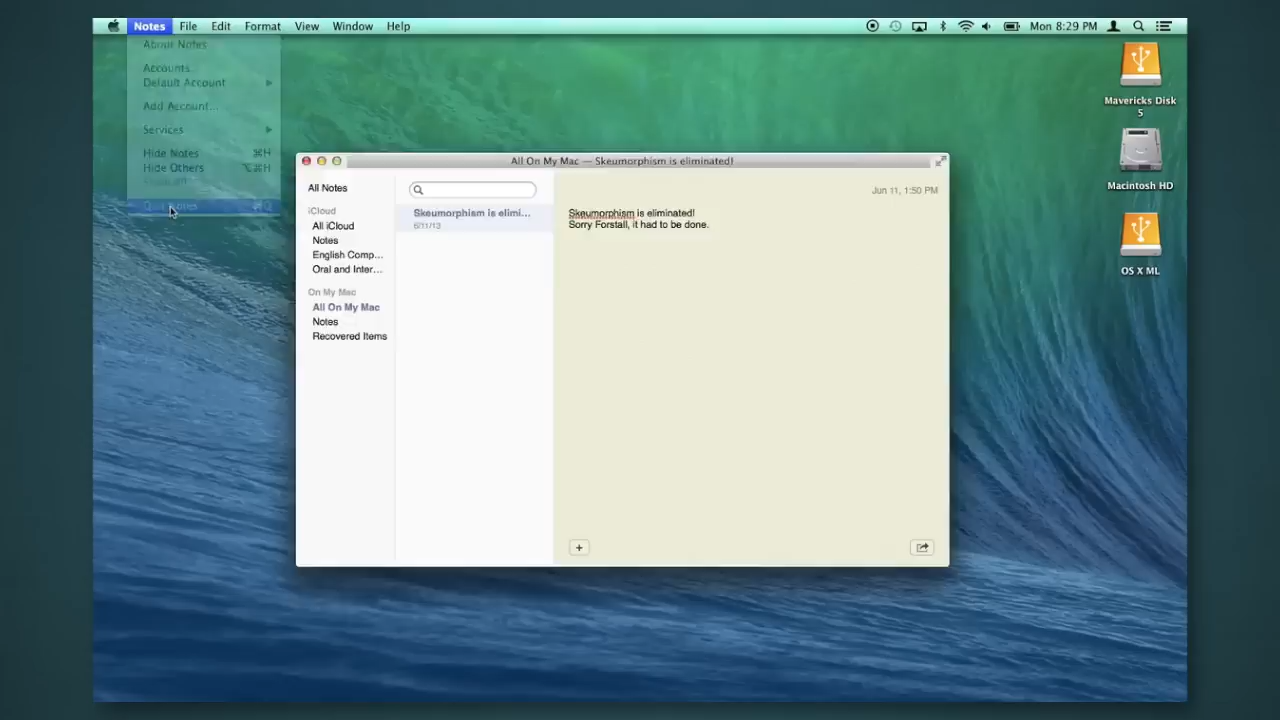 Notes File Edit Format View Window Help
Mon 8:29 PM
About Notes
Accounts
Default Account
Add Account...
Services
Hide Notes ⌘H
Hide Others ⌥⌘H
Mavericks Disk
5
Macintosh HD
OS X ML
All On My Mac — Skeumorphism is eliminated!
All Notes
iCloud
All iCloud
Notes
English Comp...
Oral and Inter...
On My Mac
All On My Mac
Notes
Recovered Items
Skeumorphism is elimi...
6/11/13
Jun 11, 1:50 PM
Skeumorphism is eliminated!
Sorry Forstall, it had to be done.